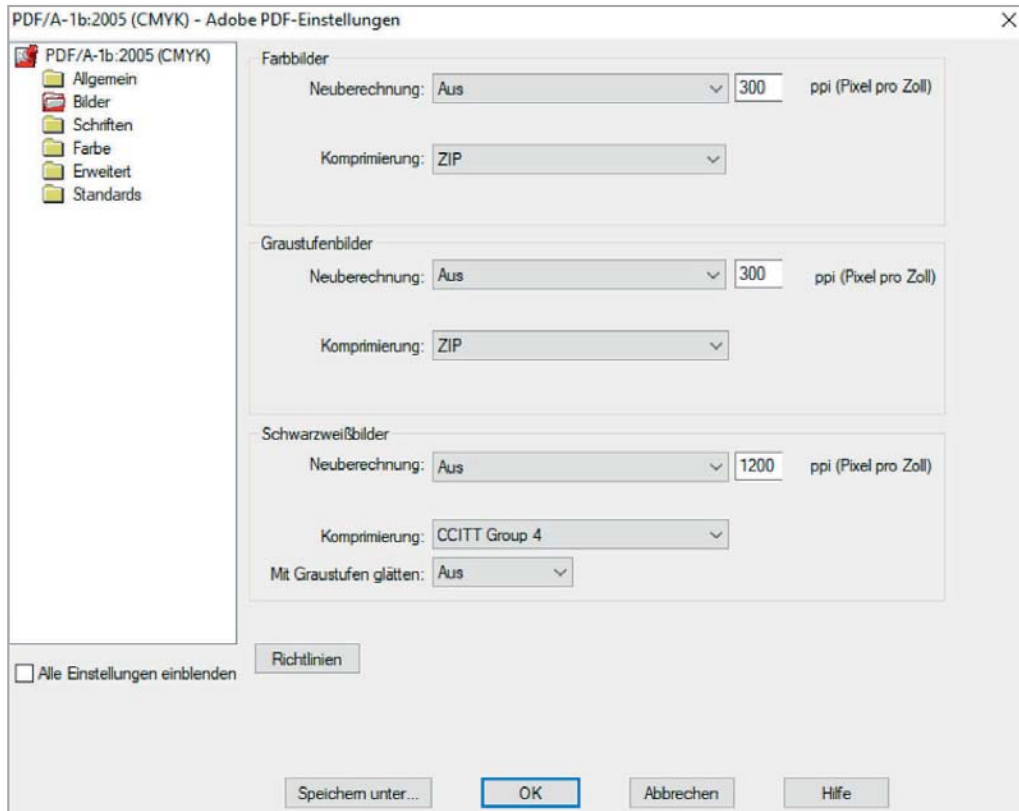 PDF/A-1b:2005 (CMYK) - Adobe PDF-Einstellungen
PDF/A-1b:2005 (CMYK)
Allgemein
Bilder
Schriften
Farbe
Erweitert
Standards
Alle Einstellungen einblenden
Farbbilder
Neuberechnung: Aus 300 ppi (Pixel pro Zoll)
Komprimierung: ZIP
Graustufenbilder
Neuberechnung: Aus 300 ppi (Pixel pro Zoll)
Komprimierung: ZIP
Schwarzweißbilder
Neuberechnung: Aus 1200 ppi (Pixel pro Zoll)
Komprimierung: CCITT Group 4
Mit Graustufen glätten: Aus
Richtlinien
Speichern unter... OK Abbrechen Hilfe